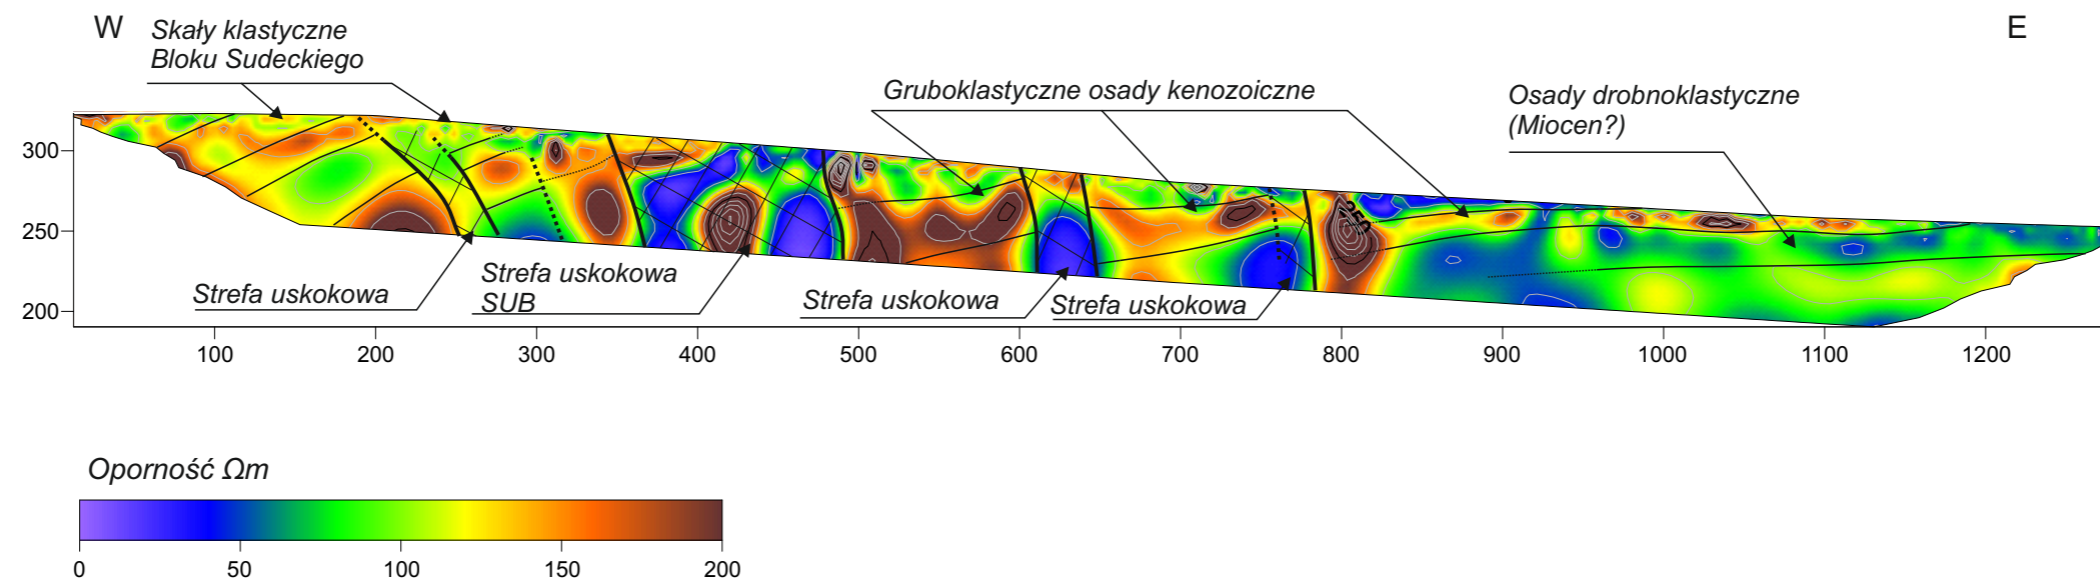 W
E
Skały klastyczne
Bloku Sudeckiego
Gruboklastyczne osady kenozoiczne
Osady drobnoklastyczne
(Miocen?)
300
250
200
250
Strefa uskokowa
Strefa uskokowa
SUB
Strefa uskokowa
Strefa uskokowa
100 200 300 400 500 600 700 800 900 1000 1100 1200
Oporność Ωm
0 50 100 150 200